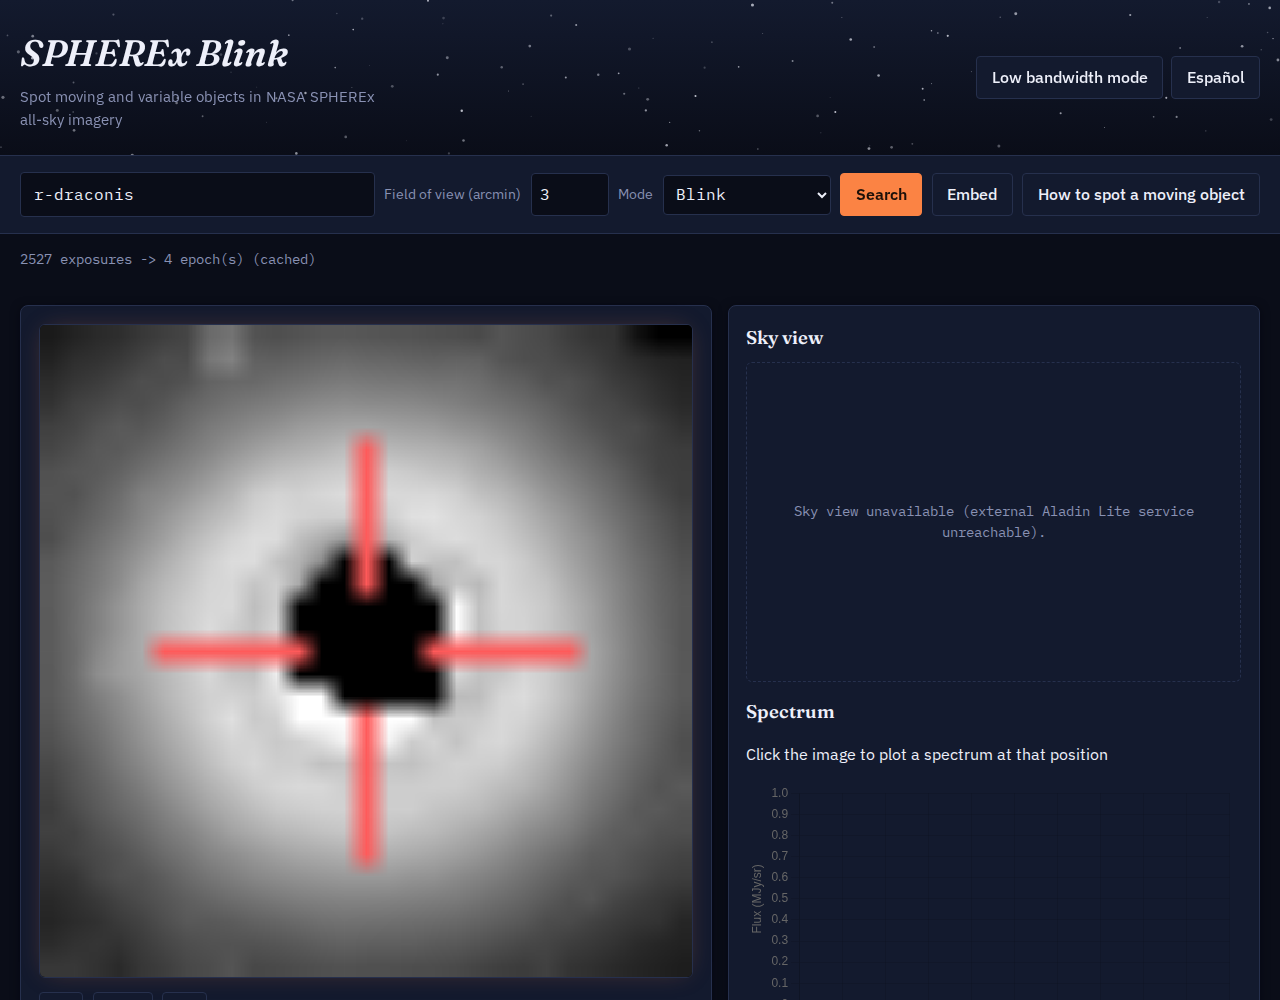 SPHEREx Blink
Spot moving and variable objects in NASA SPHEREx
all-sky imagery
Low bandwidth mode
Español
r-draconis
Field of view (arcmin)
3
Mode
Blink
Search
Embed
How to spot a moving object
2527 exposures -> 4 epoch(s) (cached)
Sky view
Sky view unavailable (external Aladin Lite service
unreachable).
Spectrum
Click the image to plot a spectrum at that position
1.0
0.9
0.8
0.7
0.6
0.5
0.4
0.3
0.2
0.1
Flux (MJy/sr)